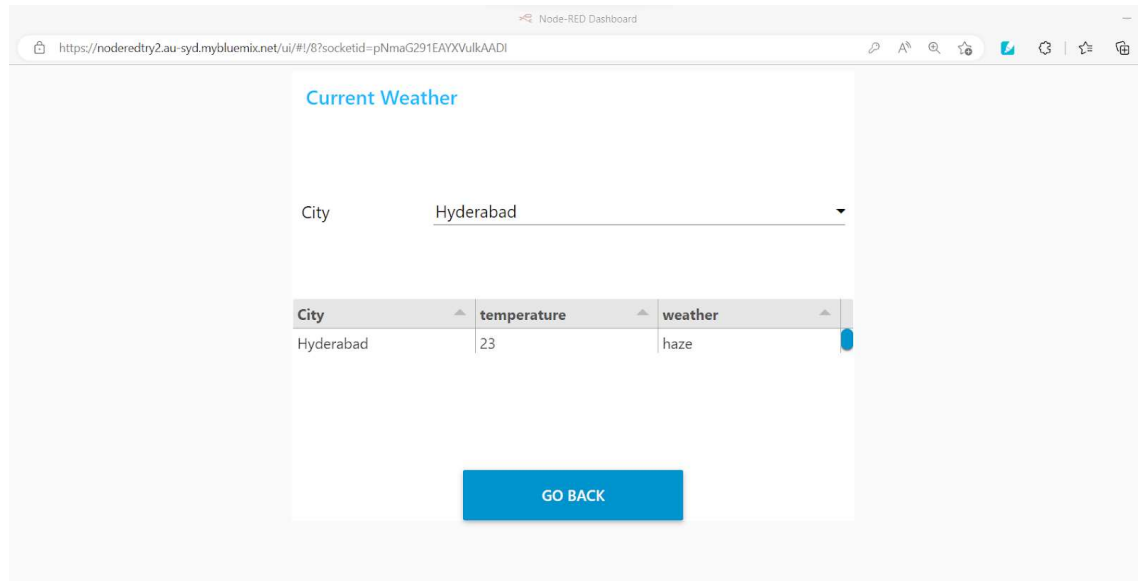 Node-RED Dashboard
https://noderedtry2.au-syd.mybluemix.net/ui/#!/8?socketid=pNmaG291EAYXVulkAADI
Current Weather
City Hyderabad
City temperature weather
Hyderabad 23 haze
GO BACK